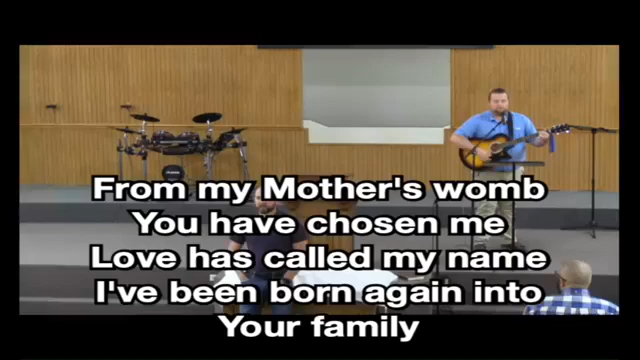 From my Mother's womb
You have chosen me
Love has called my name
I've been born again into
Your family